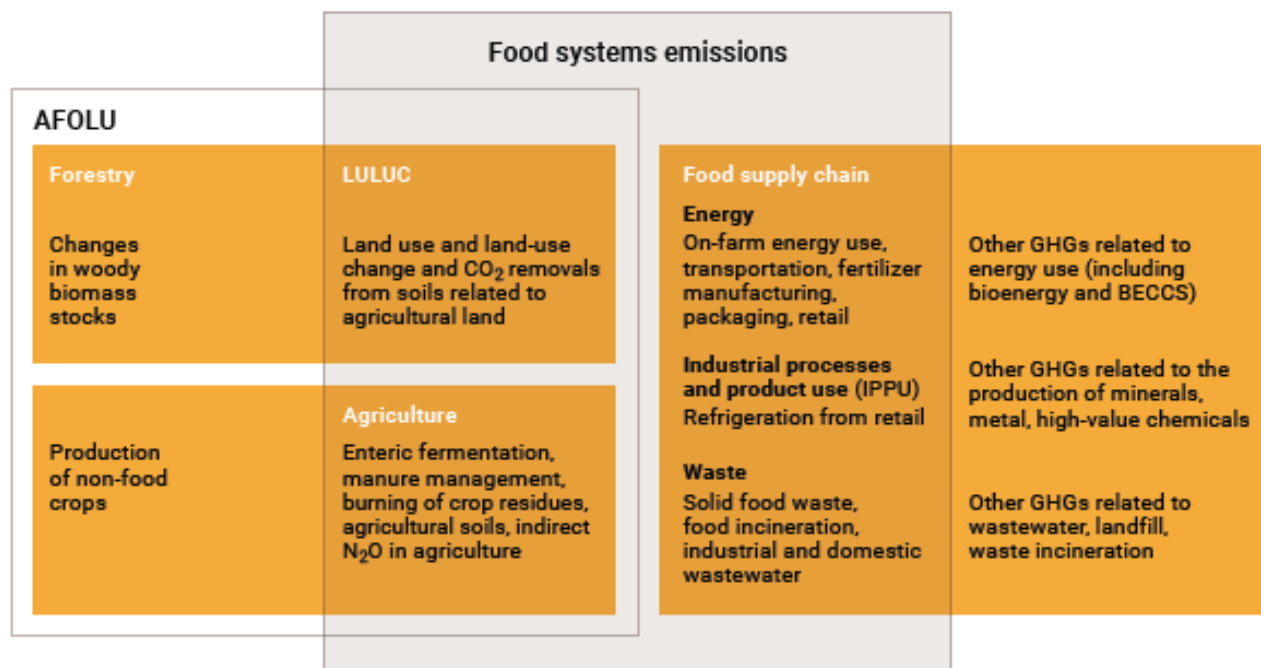 Food systems emissions
AFOLU
Forestry
Changes
in woody
biomass
stocks
LULUC
Land use and land-use
change and CO₂ removals
from soils related to
agricultural land
Production
of non-food
crops
Agriculture
Enteric fermentation,
manure management,
burning of crop residues,
agricultural soils, indirect
N₂O in agriculture
Food supply chain
Energy
On-farm energy use,
transportation, fertilizer
manufacturing,
packaging, retail
Other GHGs related to
energy use (including
bioenergy and BECCS)
Industrial processes
and product use (IPPU)
Refrigeration from retail
Other GHGs related to the
production of minerals,
metal, high-value chemicals
Waste
Solid food waste,
food incineration,
industrial and domestic
wastewater
Other GHGs related to
wastewater, landfill,
waste incineration